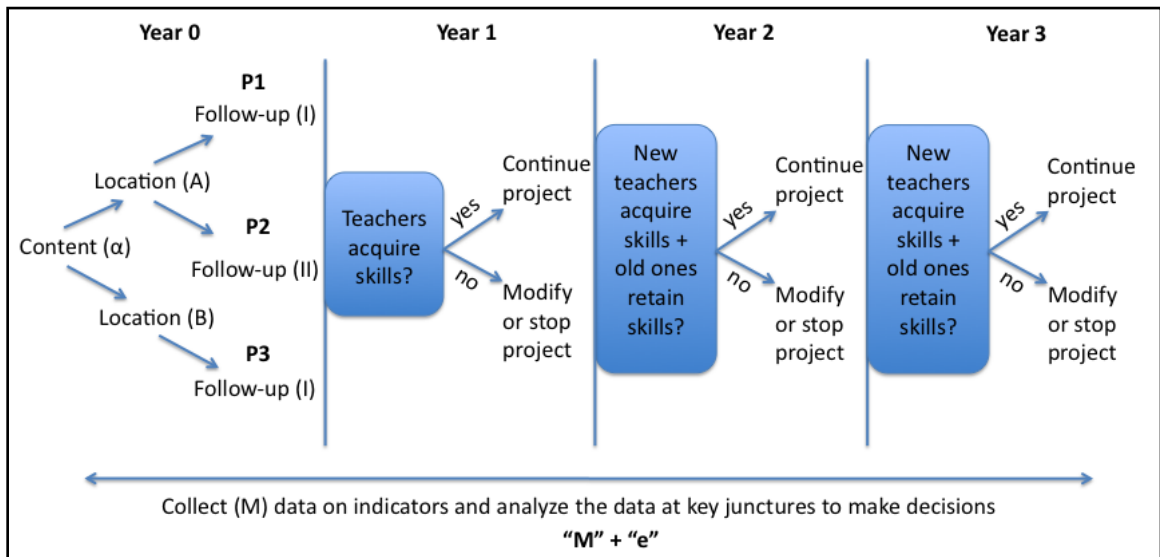 Year 0
Year 1
Year 2
Year 3
P1
Follow-up (I)
Location (A)
P2
Content (α)
Follow-up (II)
Location (B)
P3
Follow-up (I)
Teachers
acquire
skills?
yes
no
Continue
project
Modify
or stop
project
New
teachers
acquire
skills +
old ones
retain
skills?
yes
no
Continue
project
Modify
or stop
project
New
teachers
acquire
skills +
old ones
retain
skills?
yes
no
Continue
project
Modify
or stop
project
Collect (M) data on indicators and analyze the data at key junctures to make decisions
“M” + “e”